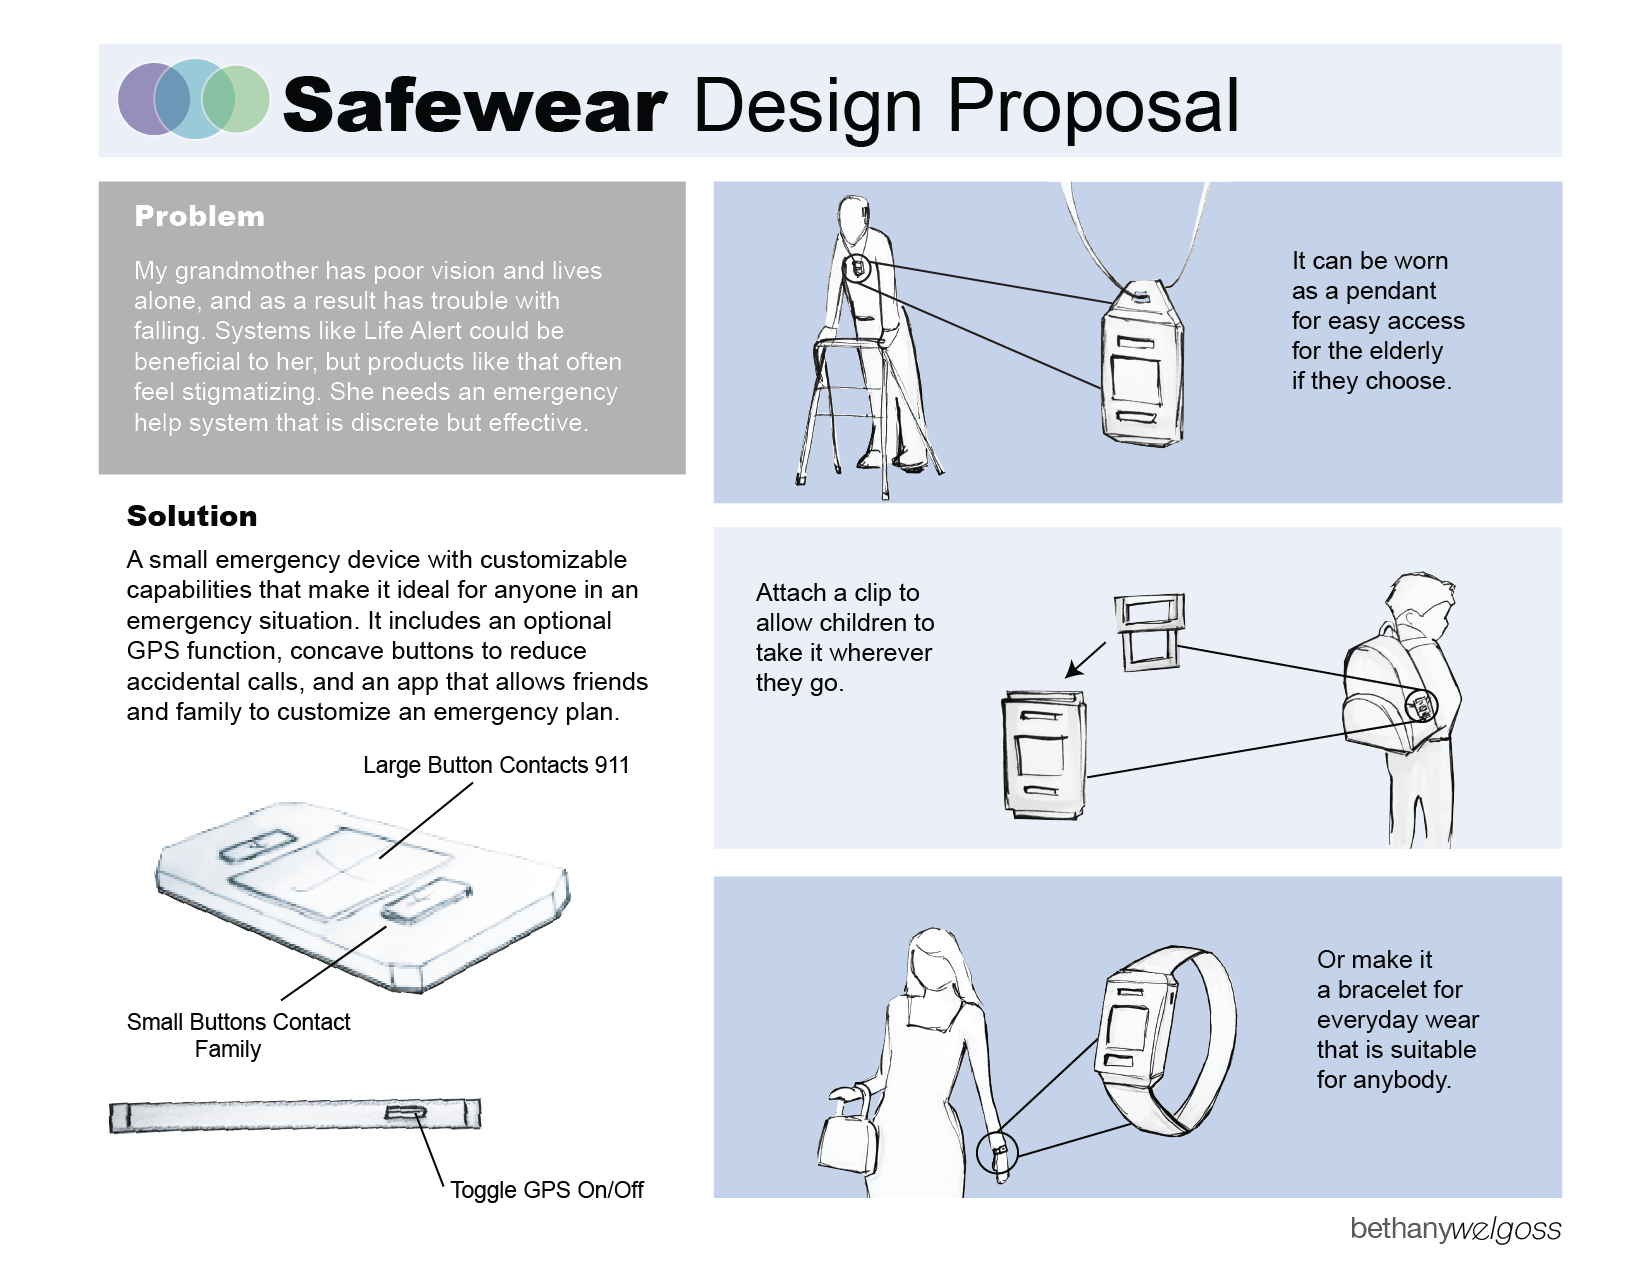 Safewear Design Proposal
Problem
My grandmother has poor vision and lives
alone, and as a result has trouble with
falling. Systems like Life Alert could be
beneficial to her, but products like that often
feel stigmatizing. She needs an emergency
help system that is discrete but effective.
Solution
A small emergency device with customizable
capabilities that make it ideal for anyone in an
emergency situation. It includes an optional
GPS function, concave buttons to reduce
accidental calls, and an app that allows friends
and family to customize an emergency plan.
Large Button Contacts 911
Small Buttons Contact
Family
Toggle GPS On/Off
It can be worn
as a pendant
for easy access
for the elderly
if they choose.
Attach a clip to
allow children to
take it wherever
they go.
Or make it
a bracelet for
everyday wear
that is suitable
for anybody.
bethanywelgoss